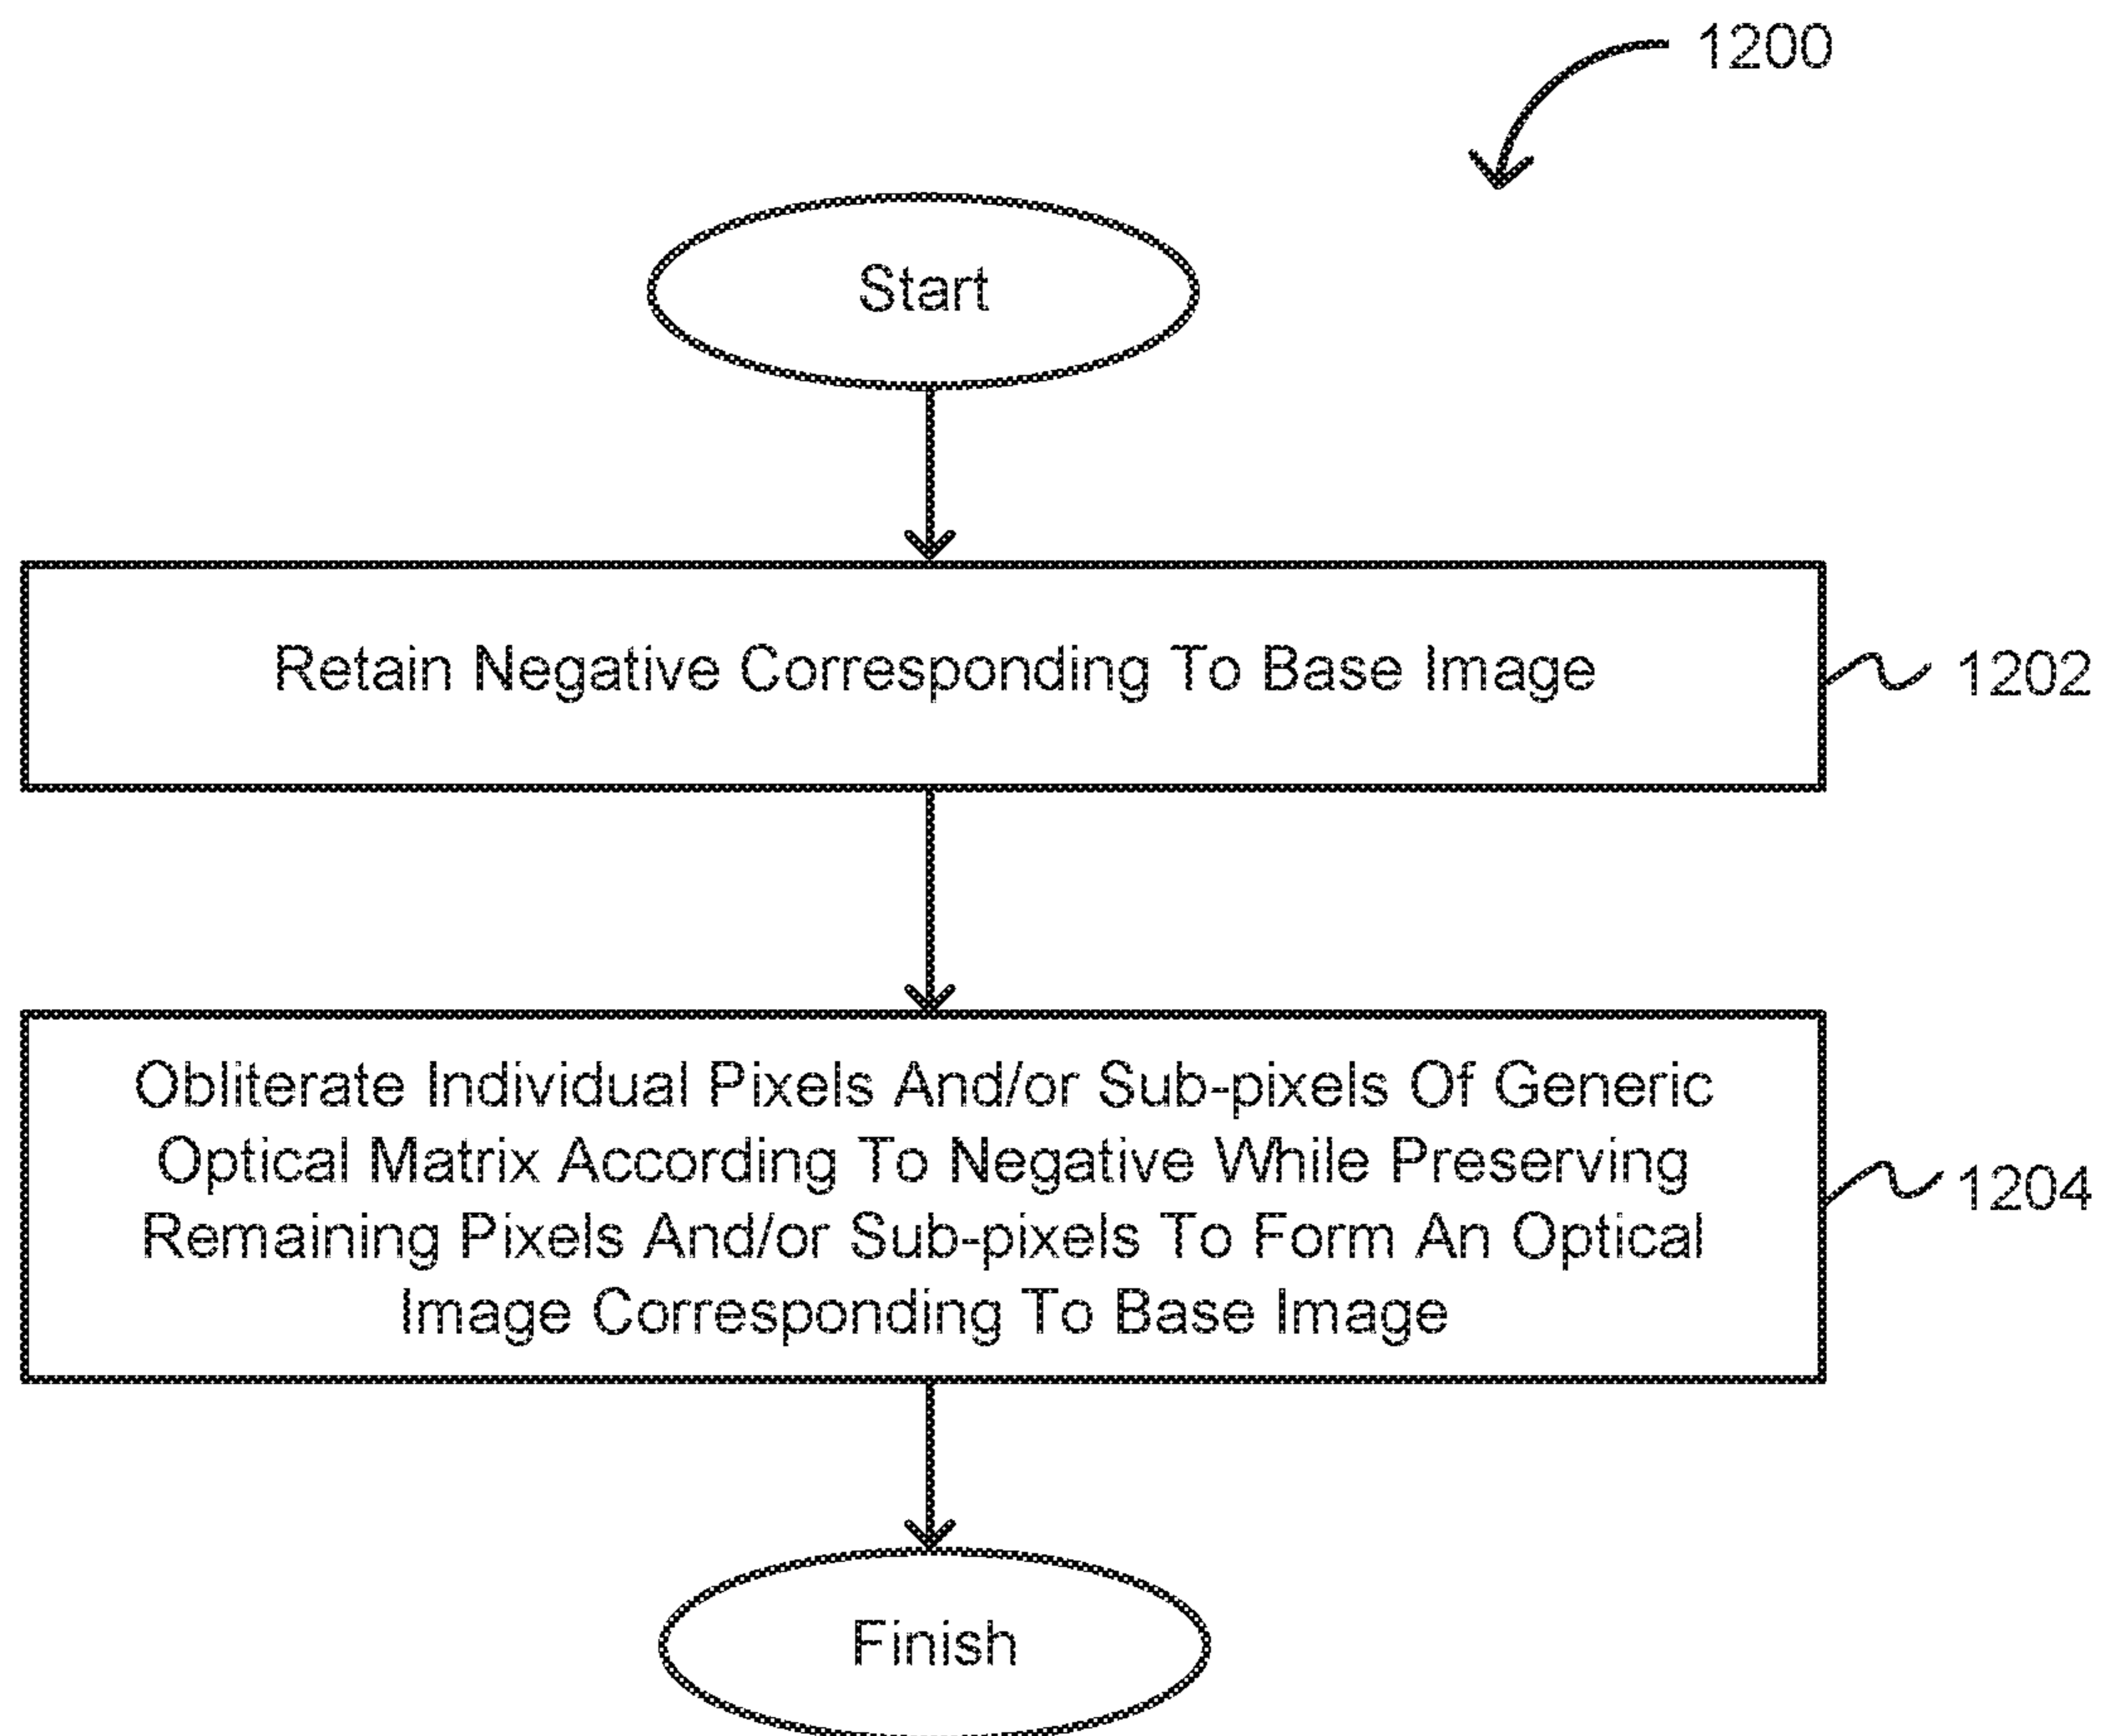 1200
Start
Retain Negative Corresponding To Base Image
1202
Obliterate Individual Pixels And/or Sub-pixels Of Generic
Optical Matrix According To Negative While Preserving
Remaining Pixels And/or Sub-pixels To Form An Optical
Image Corresponding To Base Image
1204
Finish